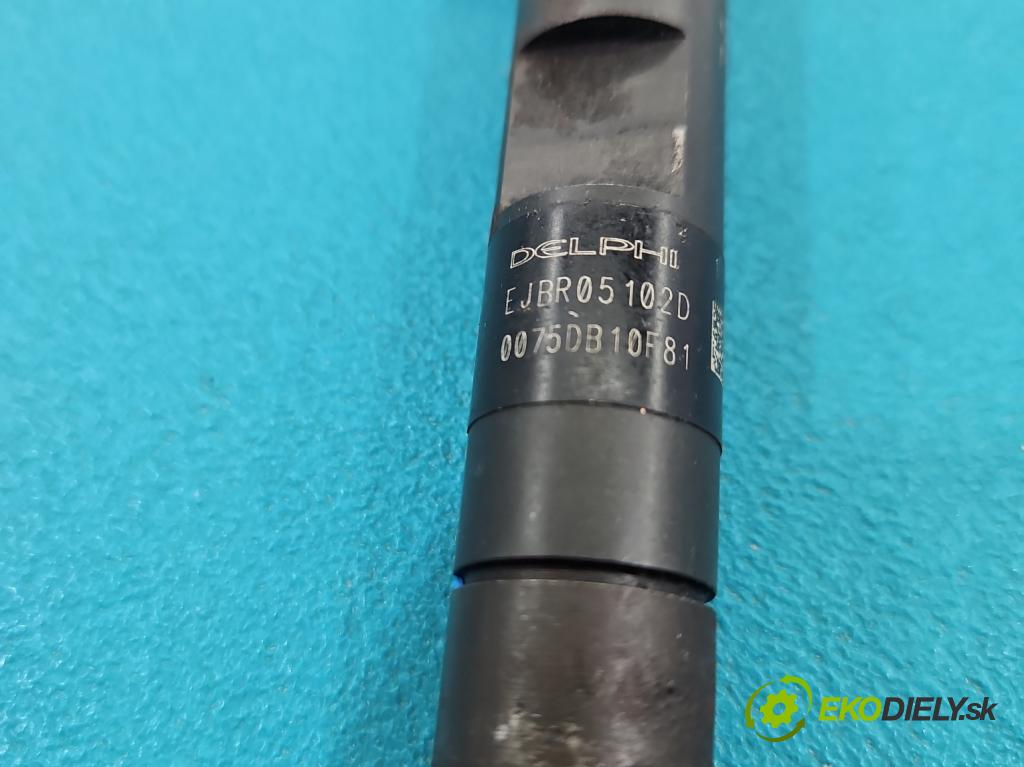 DELPHI
EJBR05102D
0075DB10F81
EKODIELY.sk